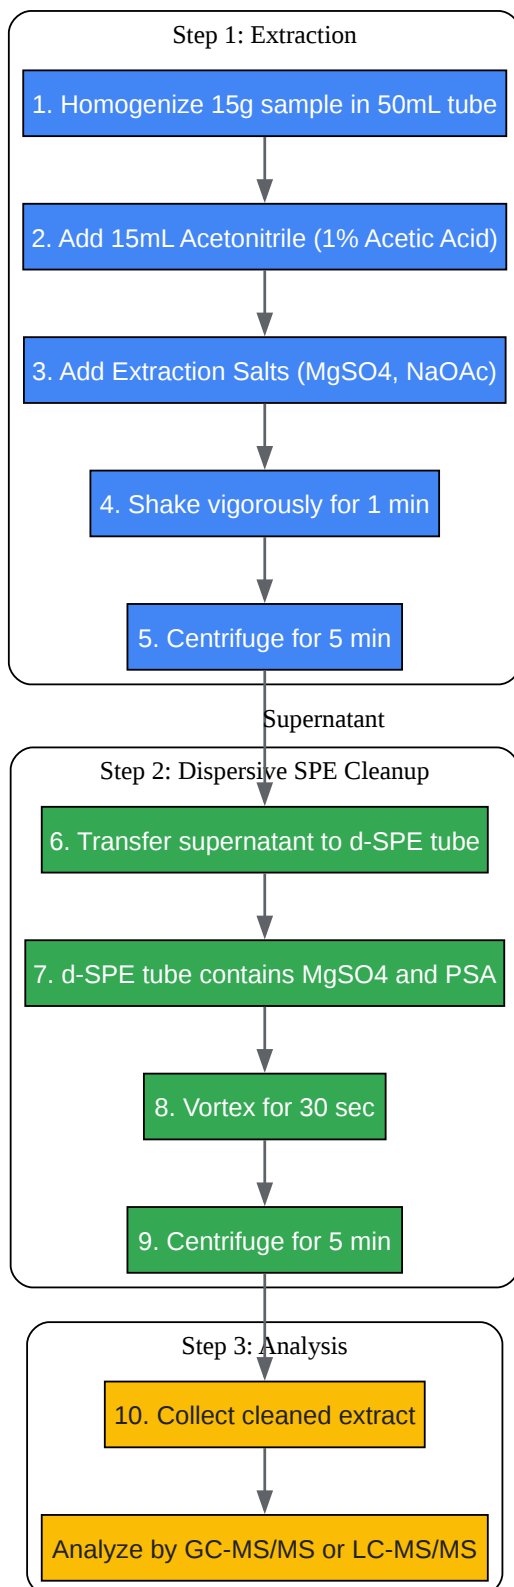 Step 1: Extraction
1. Homogenize 15g sample in 50mL tube
2. Add 15mL Acetonitrile (1% Acetic Acid)
3. Add Extraction Salts (MgSO4, NaOAc)
4. Shake vigorously for 1 min
5. Centrifuge for 5 min
Supernatant
Step 2: Dispersive SPE Cleanup
6. Transfer supernatant to d-SPE tube
7. d-SPE tube contains MgSO4 and PSA
8. Vortex for 30 sec
9. Centrifuge for 5 min
Step 3: Analysis
10. Collect cleaned extract
Analyze by GC-MS/MS or LC-MS/MS